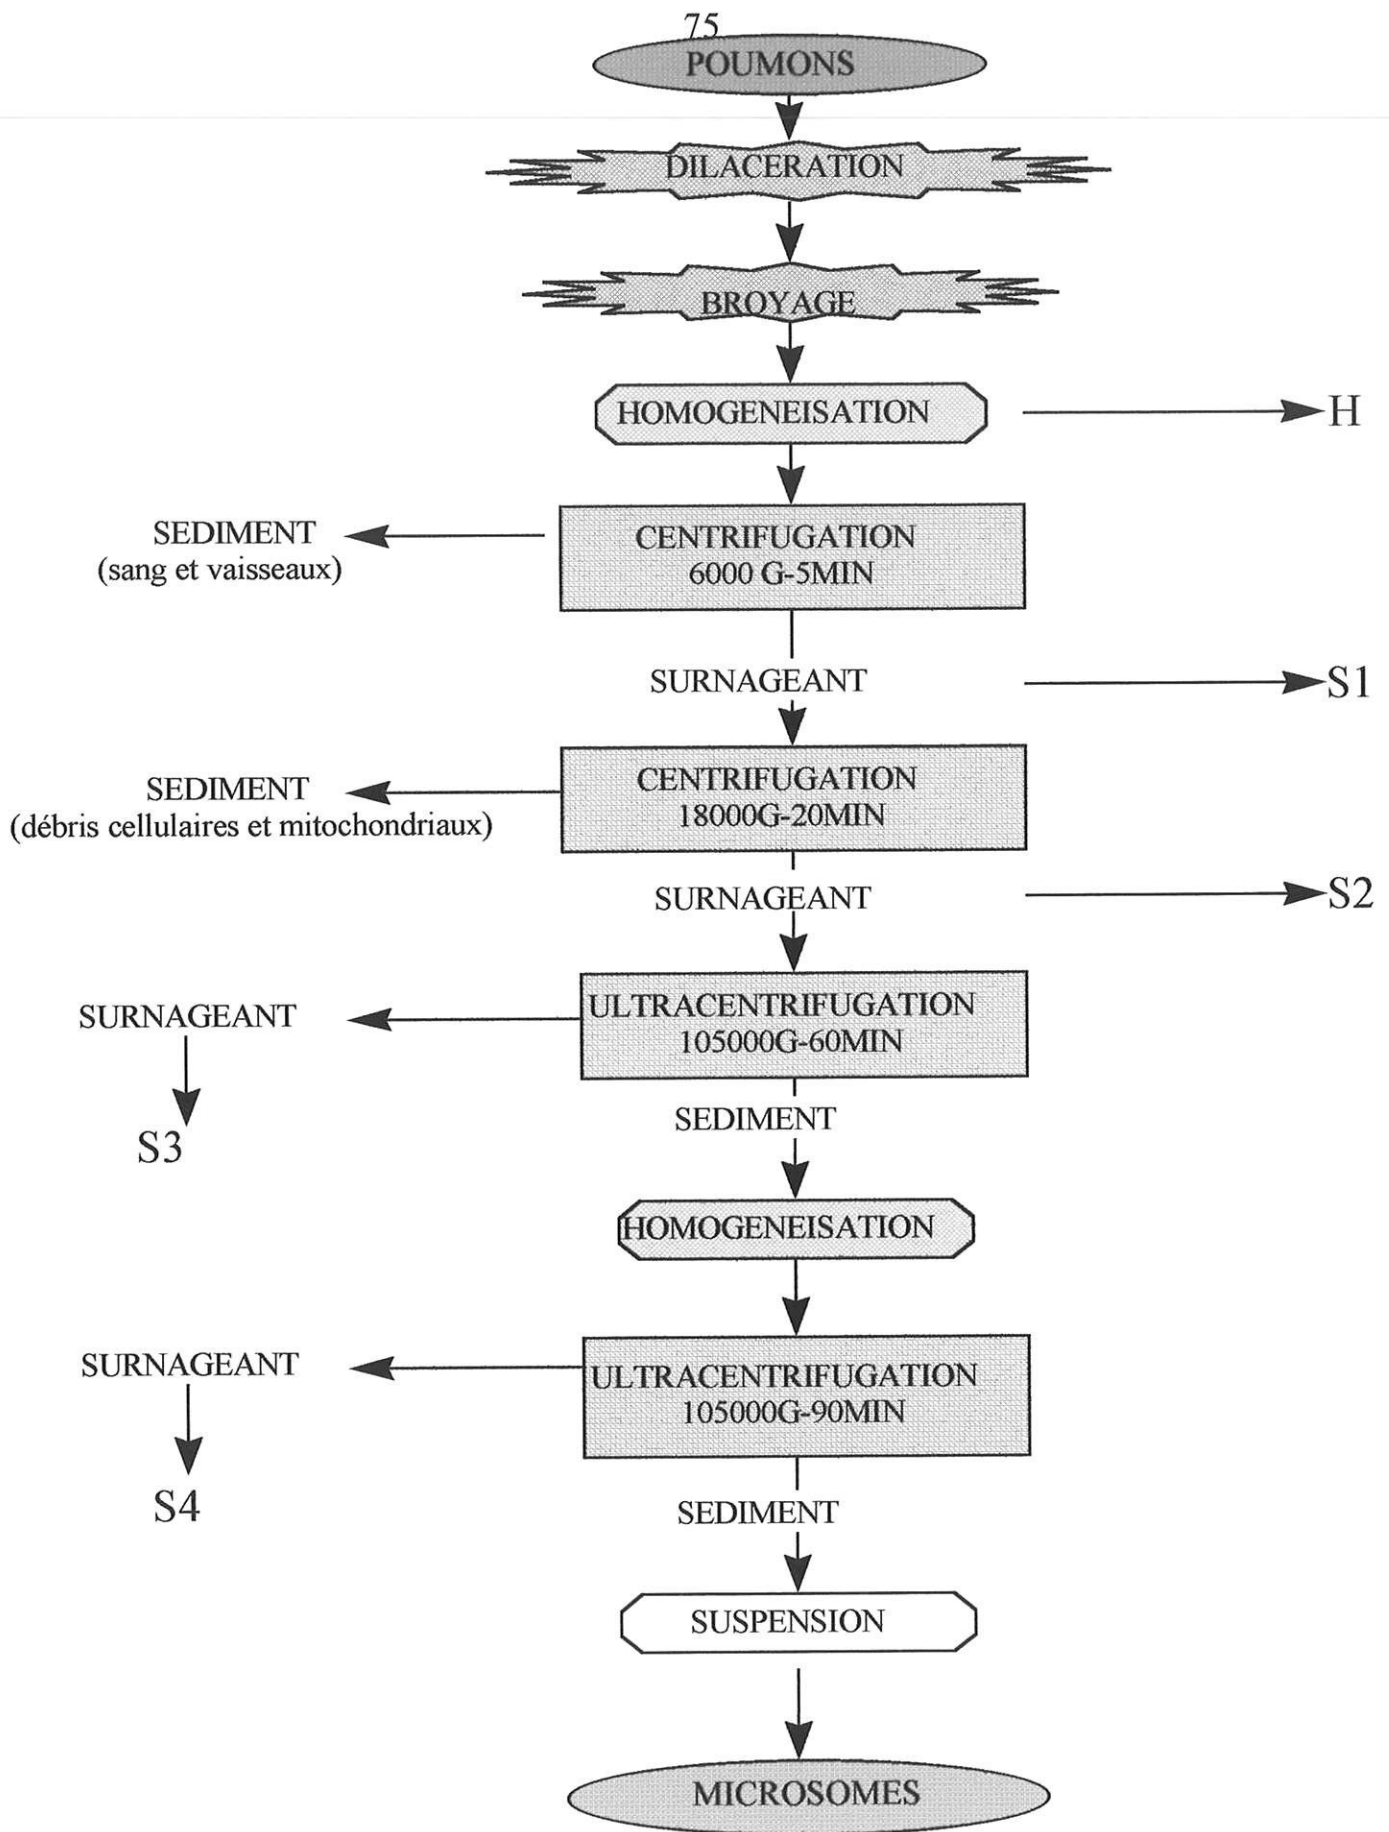 75
POUMONS
DILACERATION
BROYAGE
HOMOGENEISATION
H
SEDIMENT
(sang et vaisseaux)
CENTRIFUGATION
6000 G-5MIN
SURNAGEANT
S1
SEDIMENT
(débris cellulaires et mitochondriaux)
CENTRIFUGATION
18000G-20MIN
SURNAGEANT
S2
SURNAGEANT
ULTRACENTRIFUGATION
105000G-60MIN
S3
SEDIMENT
HOMOGENEISATION
SURNAGEANT
ULTRACENTRIFUGATION
105000G-90MIN
S4
SEDIMENT
SUSPENSION
MICROSOMES